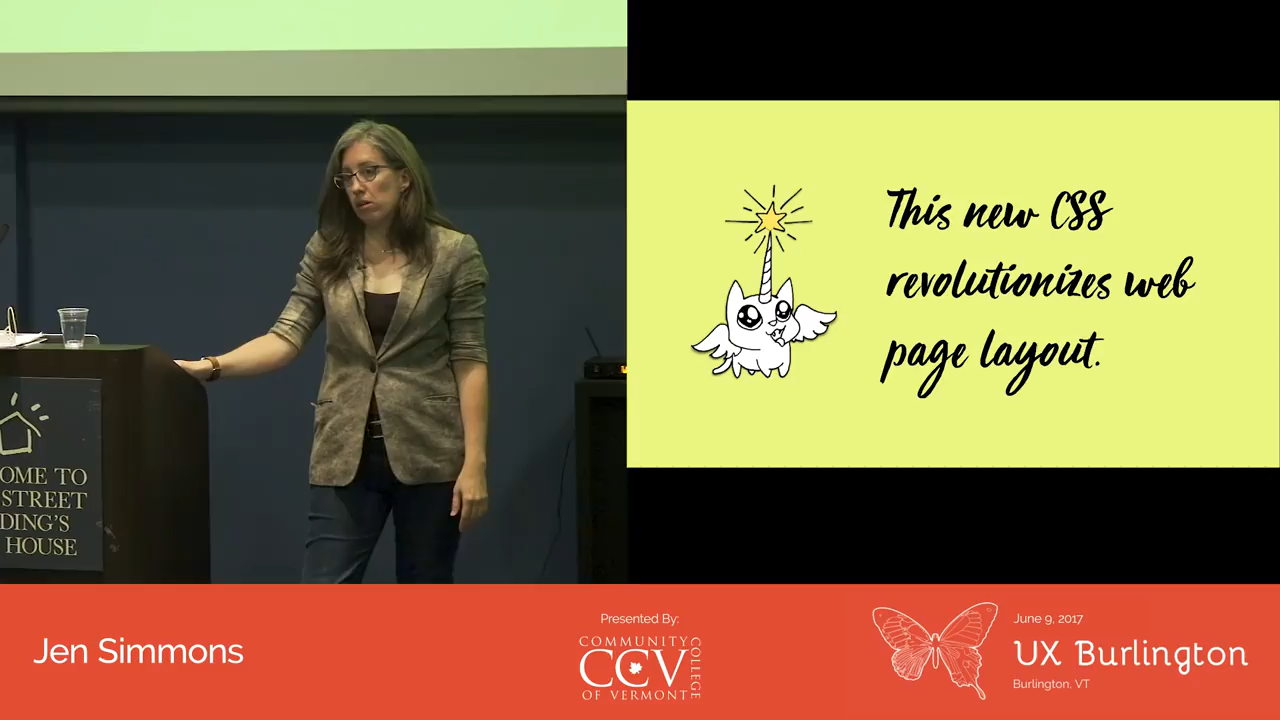 This new CSS
revolutionizes web
page layout.
OME TO
STREET
DING'S
HOUSE
Jen Simmons
Presented By:
COMMUNITY
COLLEGE
CCV
OF VERMONT
June 9, 2017
UX Burlington
Burlington, VT